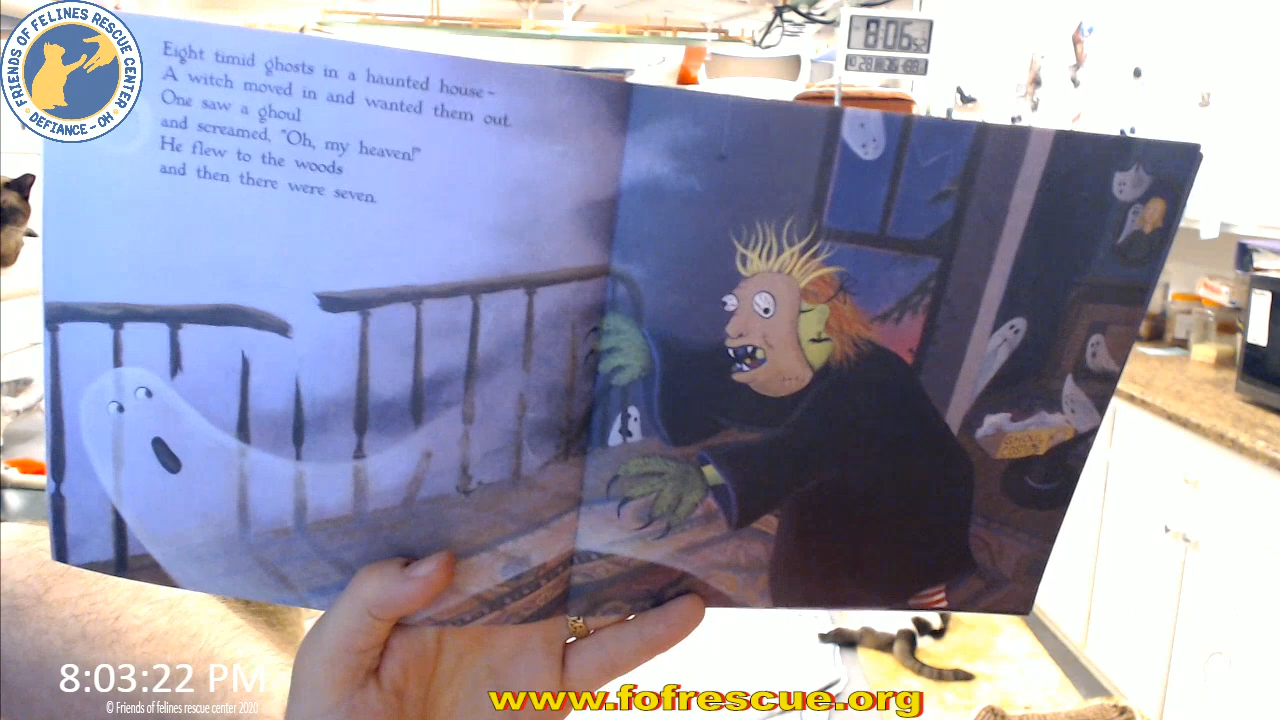 FRIENDS OF FELINES RESCUE CENTER
DEFIANCE - OH
Eight timid ghosts in a haunted house -
A witch moved in and wanted them out.
One saw a ghoul
and screamed, "Oh, my heaven!"
He flew to the woods
and then there were seven.
8:06
8:03:22 PM
© Friends of felines rescue center 2020
www.fofrescue.org